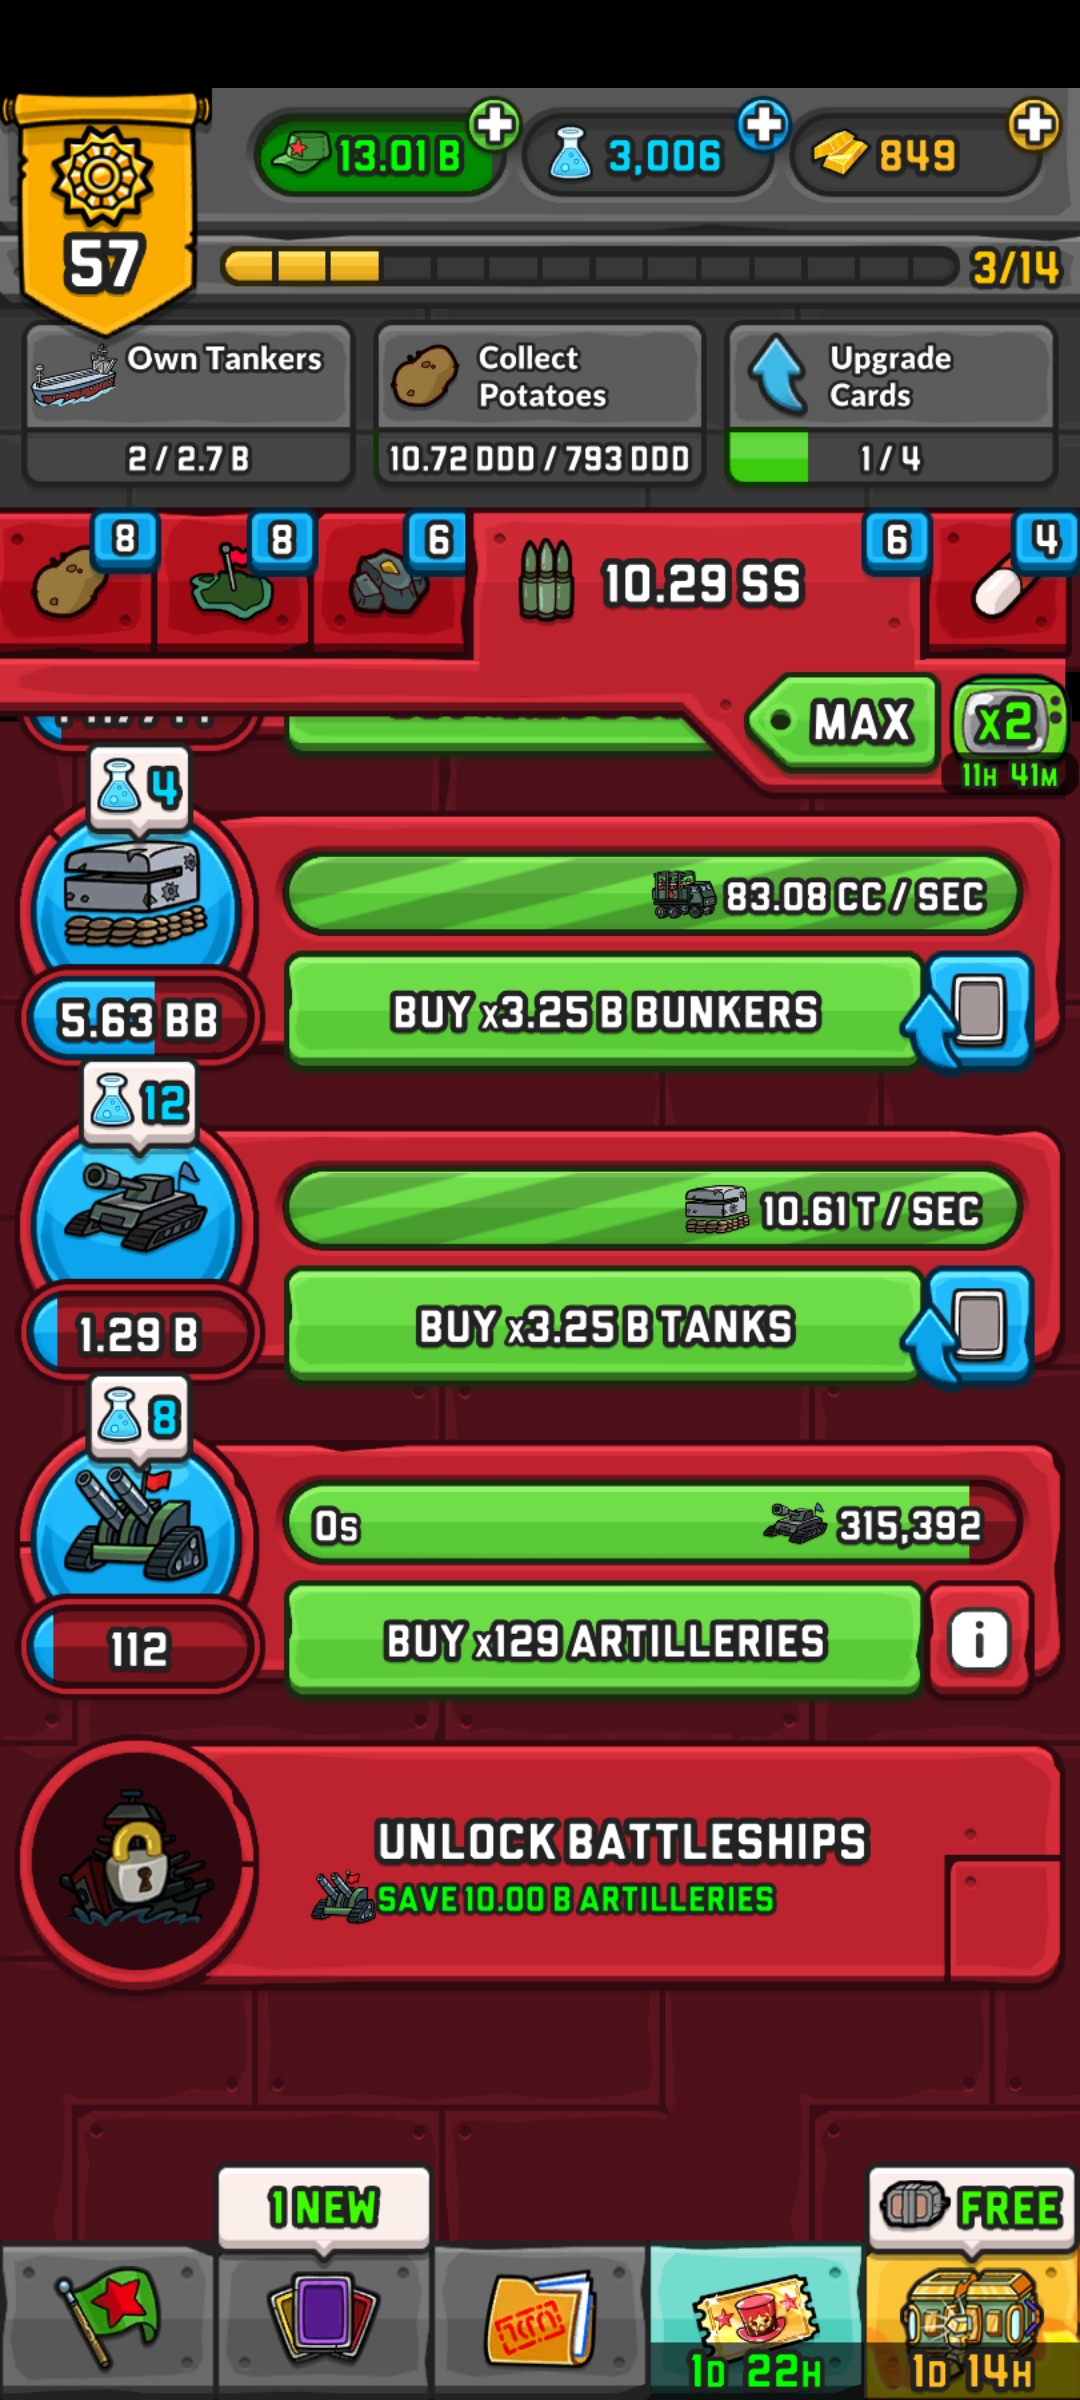 13.01 B
3,006
849
57
3/14
Own Tankers
2 / 2.7 B
Collect
Potatoes
10.72 DDD / 793 DDD
Upgrade
Cards
1 / 4
8
8
6
10.29 SS
6
4
MAX
x2
11H 41M
4
83.08 CC / SEC
5.63 BB
BUY x3.25 B BUNKERS
12
10.61 T / SEC
1.29 B
BUY x3.25 B TANKS
8
0s
315,392
112
BUY x129 ARTILLERIES
i
UNLOCK BATTLESHIPS
SAVE 10.00 B ARTILLERIES
1 NEW
FREE
1D 22H
1D 14H